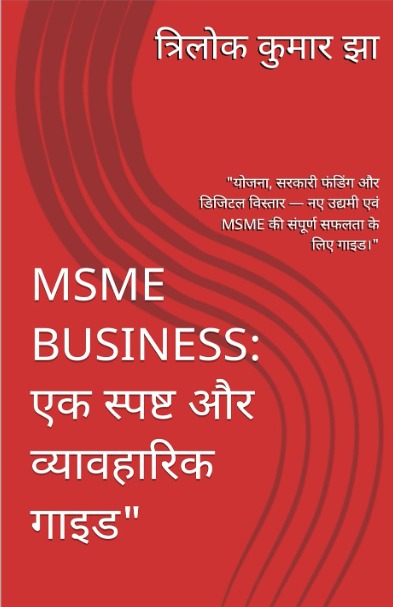 त्रिलोक कुमार झा
"योजना, सरकारी फंडिंग और
डिजिटल विस्तार — नए उद्यमी एवं
MSME की संपूर्ण सफलता के
लिए गाइड।"
MSME
BUSINESS:
एक स्पष्ट और
व्यावहारिक
गाइड"